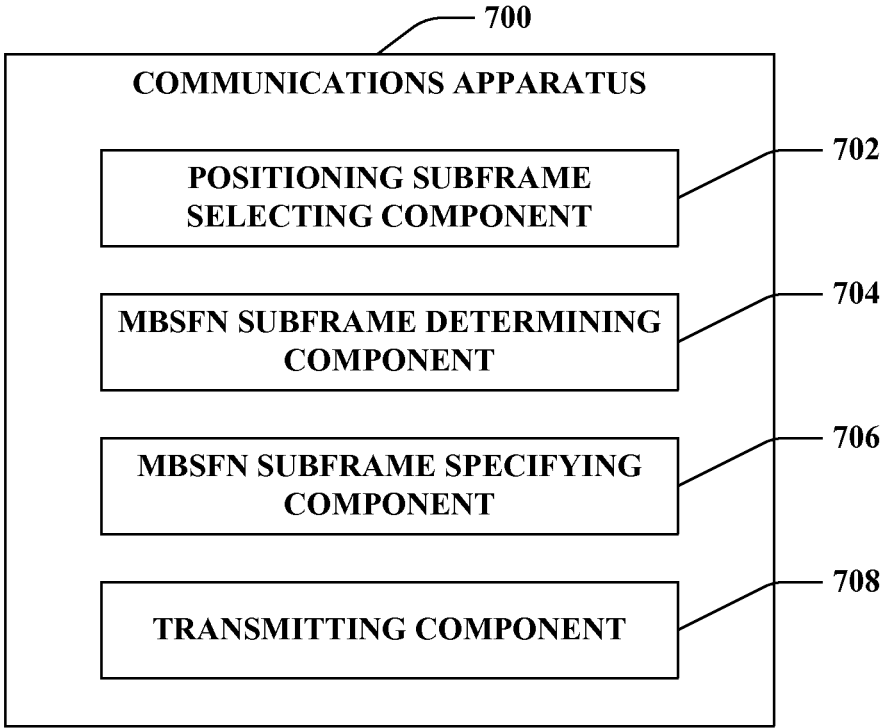 700
COMMUNICATIONS APPARATUS
702
POSITIONING SUBFRAME
SELECTING COMPONENT
704
MBSFN SUBFRAME DETERMINING
COMPONENT
706
MBSFN SUBFRAME SPECIFYING
COMPONENT
708
TRANSMITTING COMPONENT